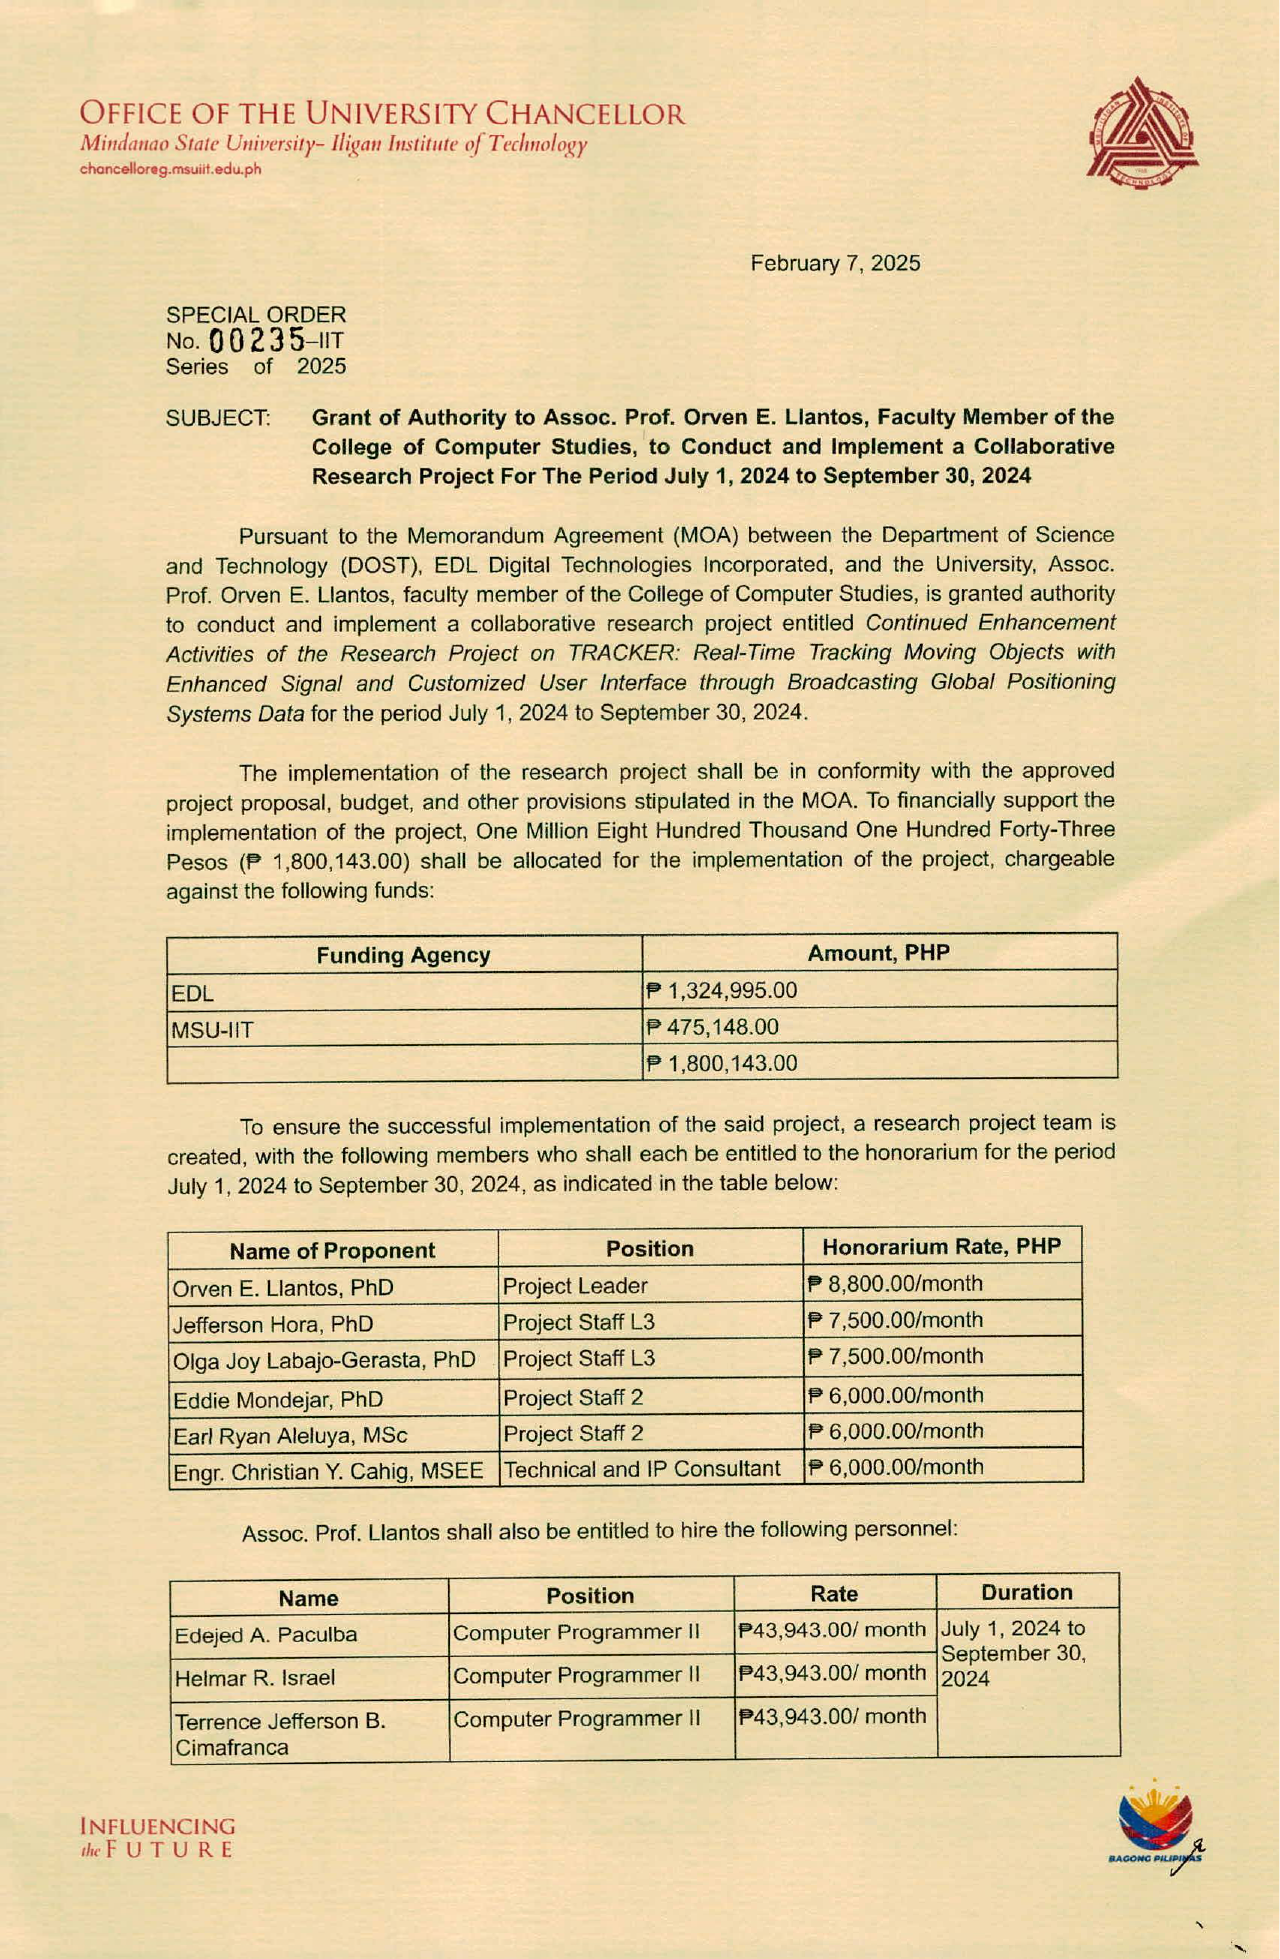 OFFICE OF THE UNIVERSITY CHANCELLOR
Mindanao State University- Iligan Institute of Technology
chancelloreg.msuiit.edu.ph
February 7, 2025
SPECIAL ORDER
No. 00235-IIT
Series of 2025
SUBJECT: Grant of Authority to Assoc. Prof. Orven E. Llantos, Faculty Member of the
College of Computer Studies, to Conduct and Implement a Collaborative
Research Project For The Period July 1, 2024 to September 30, 2024
Pursuant to the Memorandum Agreement (MOA) between the Department of Science
and Technology (DOST), EDL Digital Technologies Incorporated, and the University, Assoc.
Prof. Orven E. Llantos, faculty member of the College of Computer Studies, is granted authority
to conduct and implement a collaborative research project entitled Continued Enhancement
Activities of the Research Project on TRACKER: Real-Time Tracking Moving Objects with
Enhanced Signal and Customized User Interface through Broadcasting Global Positioning
Systems Data for the period July 1, 2024 to September 30, 2024.
The implementation of the research project shall be in conformity with the approved
project proposal, budget, and other provisions stipulated in the MOA. To financially support the
implementation of the project, One Million Eight Hundred Thousand One Hundred Forty-Three
Pesos (₱ 1,800,143.00) shall be allocated for the implementation of the project, chargeable
against the following funds:
Funding Agency Amount, PHP
EDL ₱ 1,324,995.00
MSU-IIT ₱ 475,148.00
₱ 1,800,143.00
To ensure the successful implementation of the said project, a research project team is
created, with the following members who shall each be entitled to the honorarium for the period
July 1, 2024 to September 30, 2024, as indicated in the table below:
Name of Proponent Position Honorarium Rate, PHP
Orven E. Llantos, PhD Project Leader ₱ 8,800.00/month
Jefferson Hora, PhD Project Staff L3 ₱ 7,500.00/month
Olga Joy Labajo-Gerasta, PhD Project Staff L3 ₱ 7,500.00/month
Eddie Mondejar, PhD Project Staff 2 ₱ 6,000.00/month
Earl Ryan Aleluya, MSc Project Staff 2 ₱ 6,000.00/month
Engr. Christian Y. Cahig, MSEE Technical and IP Consultant ₱ 6,000.00/month
Assoc. Prof. Llantos shall also be entitled to hire the following personnel:
Name Position Rate Duration
Edejed A. Paculba Computer Programmer II ₱43,943.00/ month July 1, 2024 to
September 30,
Helmar R. Israel Computer Programmer II ₱43,943.00/ month 2024
Terrence Jefferson B. Computer Programmer II ₱43,943.00/ month
Cimafranca
INFLUENCING
the FUTURE
BAGONG PILIPINAS